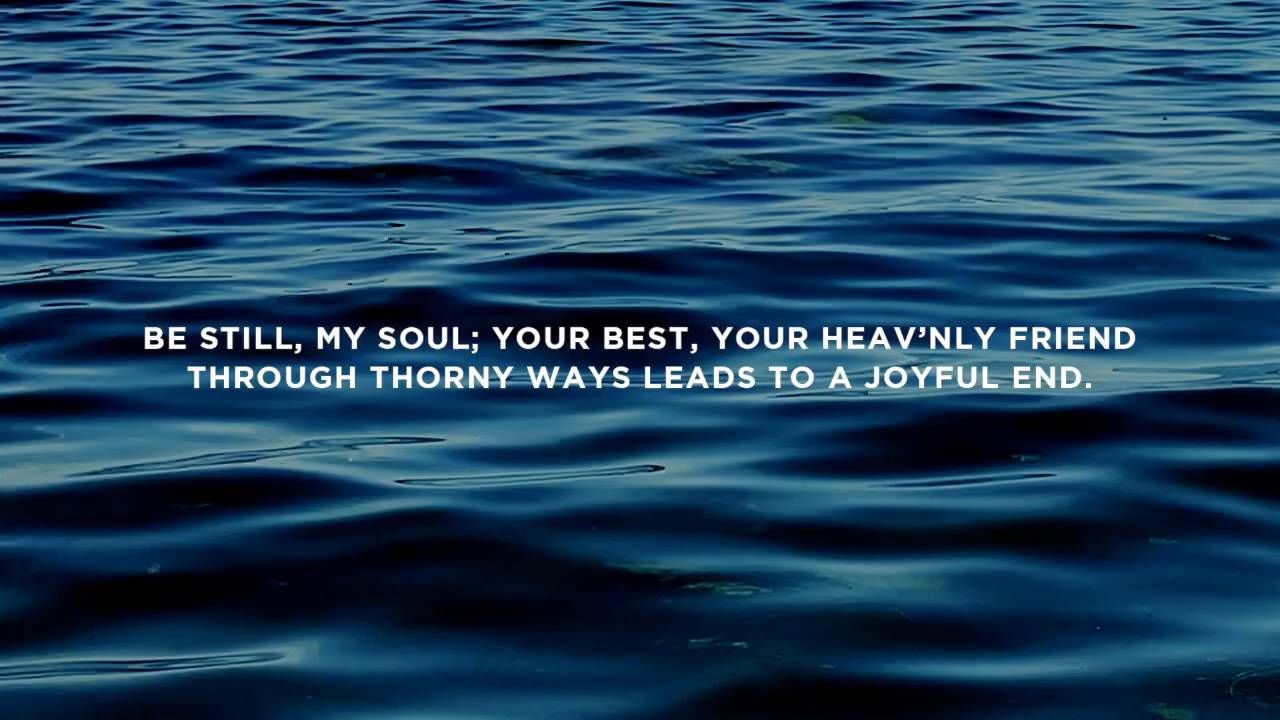 BE STILL, MY SOUL; YOUR BEST, YOUR HEAV’NLY FRIEND
THROUGH THORNY WAYS LEADS TO A JOYFUL END.